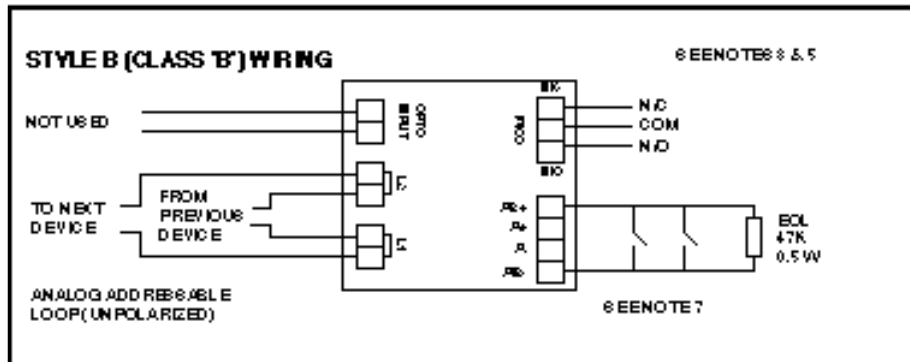 STYLE B (CLASS 'B') WIRING
SEE NOTES 3 & 5
NOT USED
OPTO
INPUT
N/C
COM
N/O
TO NEXT
DEVICE
FROM
PREVIOUS
DEVICE
EOL
47K
0.5 W
ANALOG ADDRESSABLE
LOOP (UNPOLARIZED)
SEE NOTE 7